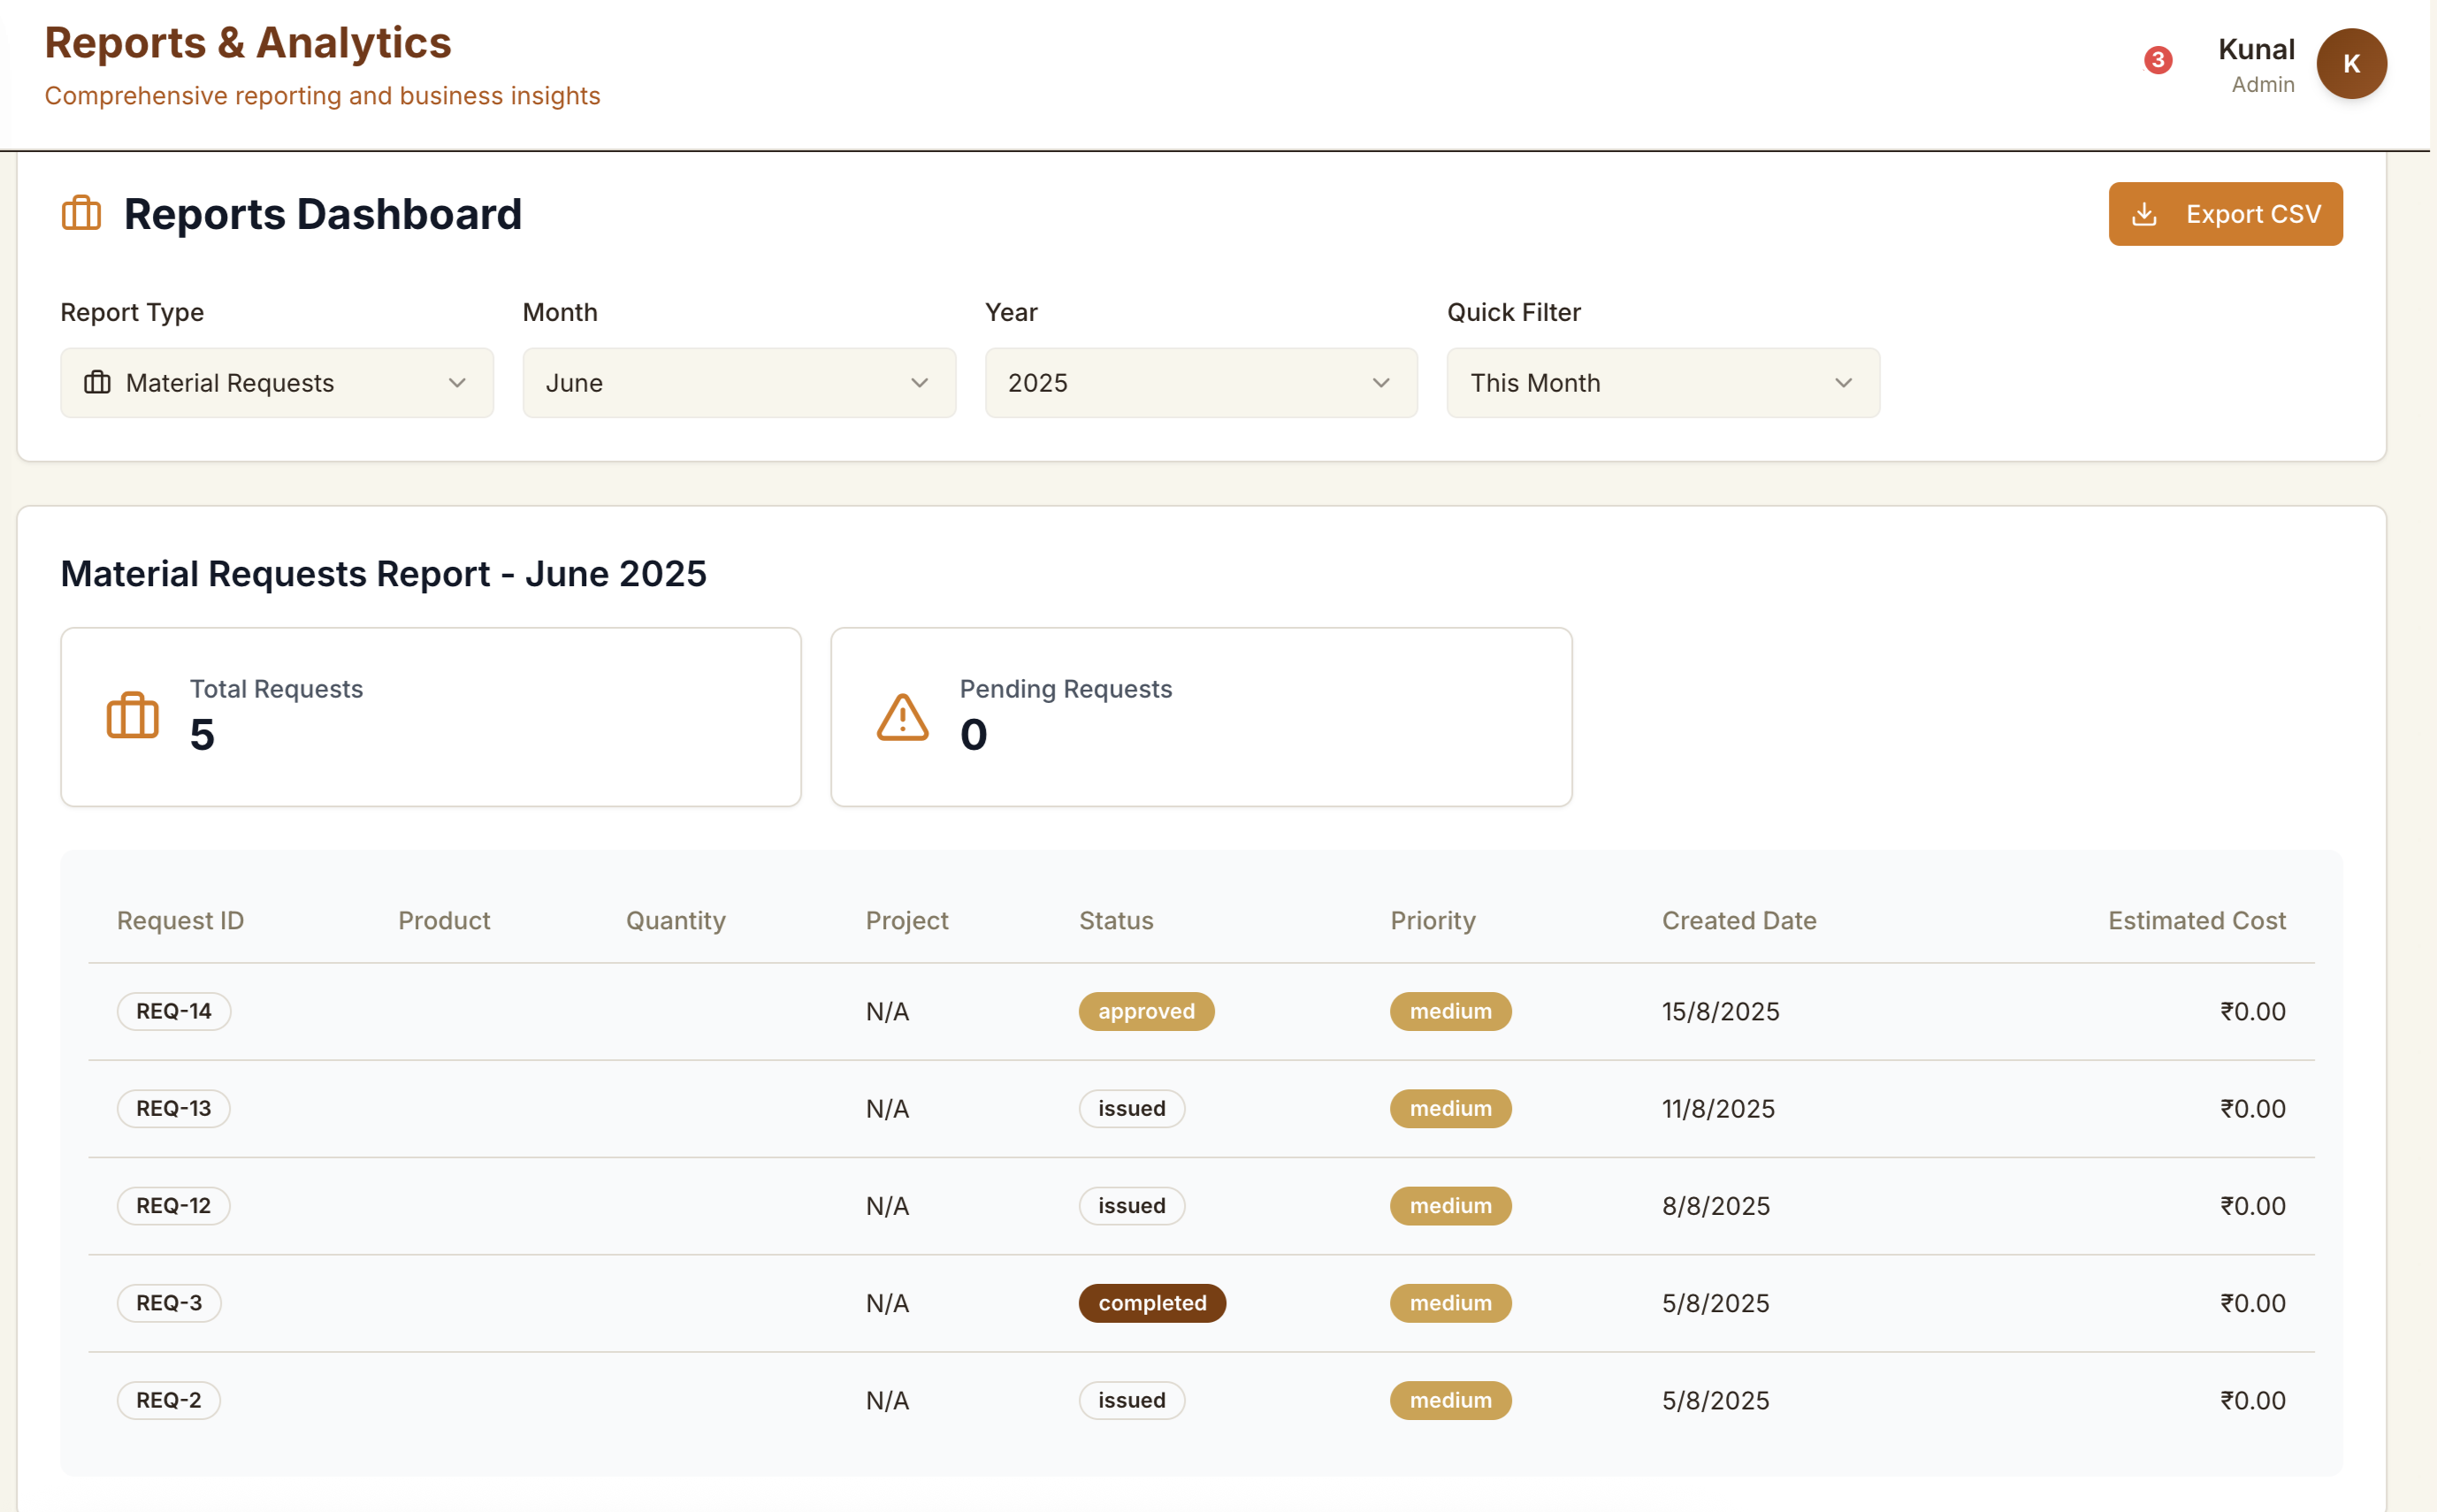 Reports & Analytics
Comprehensive reporting and business insights
3
Kunal
Admin
K
Reports Dashboard
Export CSV
Report Type
Month
Year
Quick Filter
Material Requests
June
2025
This Month
Material Requests Report - June 2025
Total Requests
5
Pending Requests
0
Request ID Product Quantity Project Status Priority Created Date Estimated Cost
REQ-14 N/A approved medium 15/8/2025 ₹0.00
REQ-13 N/A issued medium 11/8/2025 ₹0.00
REQ-12 N/A issued medium 8/8/2025 ₹0.00
REQ-3 N/A completed medium 5/8/2025 ₹0.00
REQ-2 N/A issued medium 5/8/2025 ₹0.00